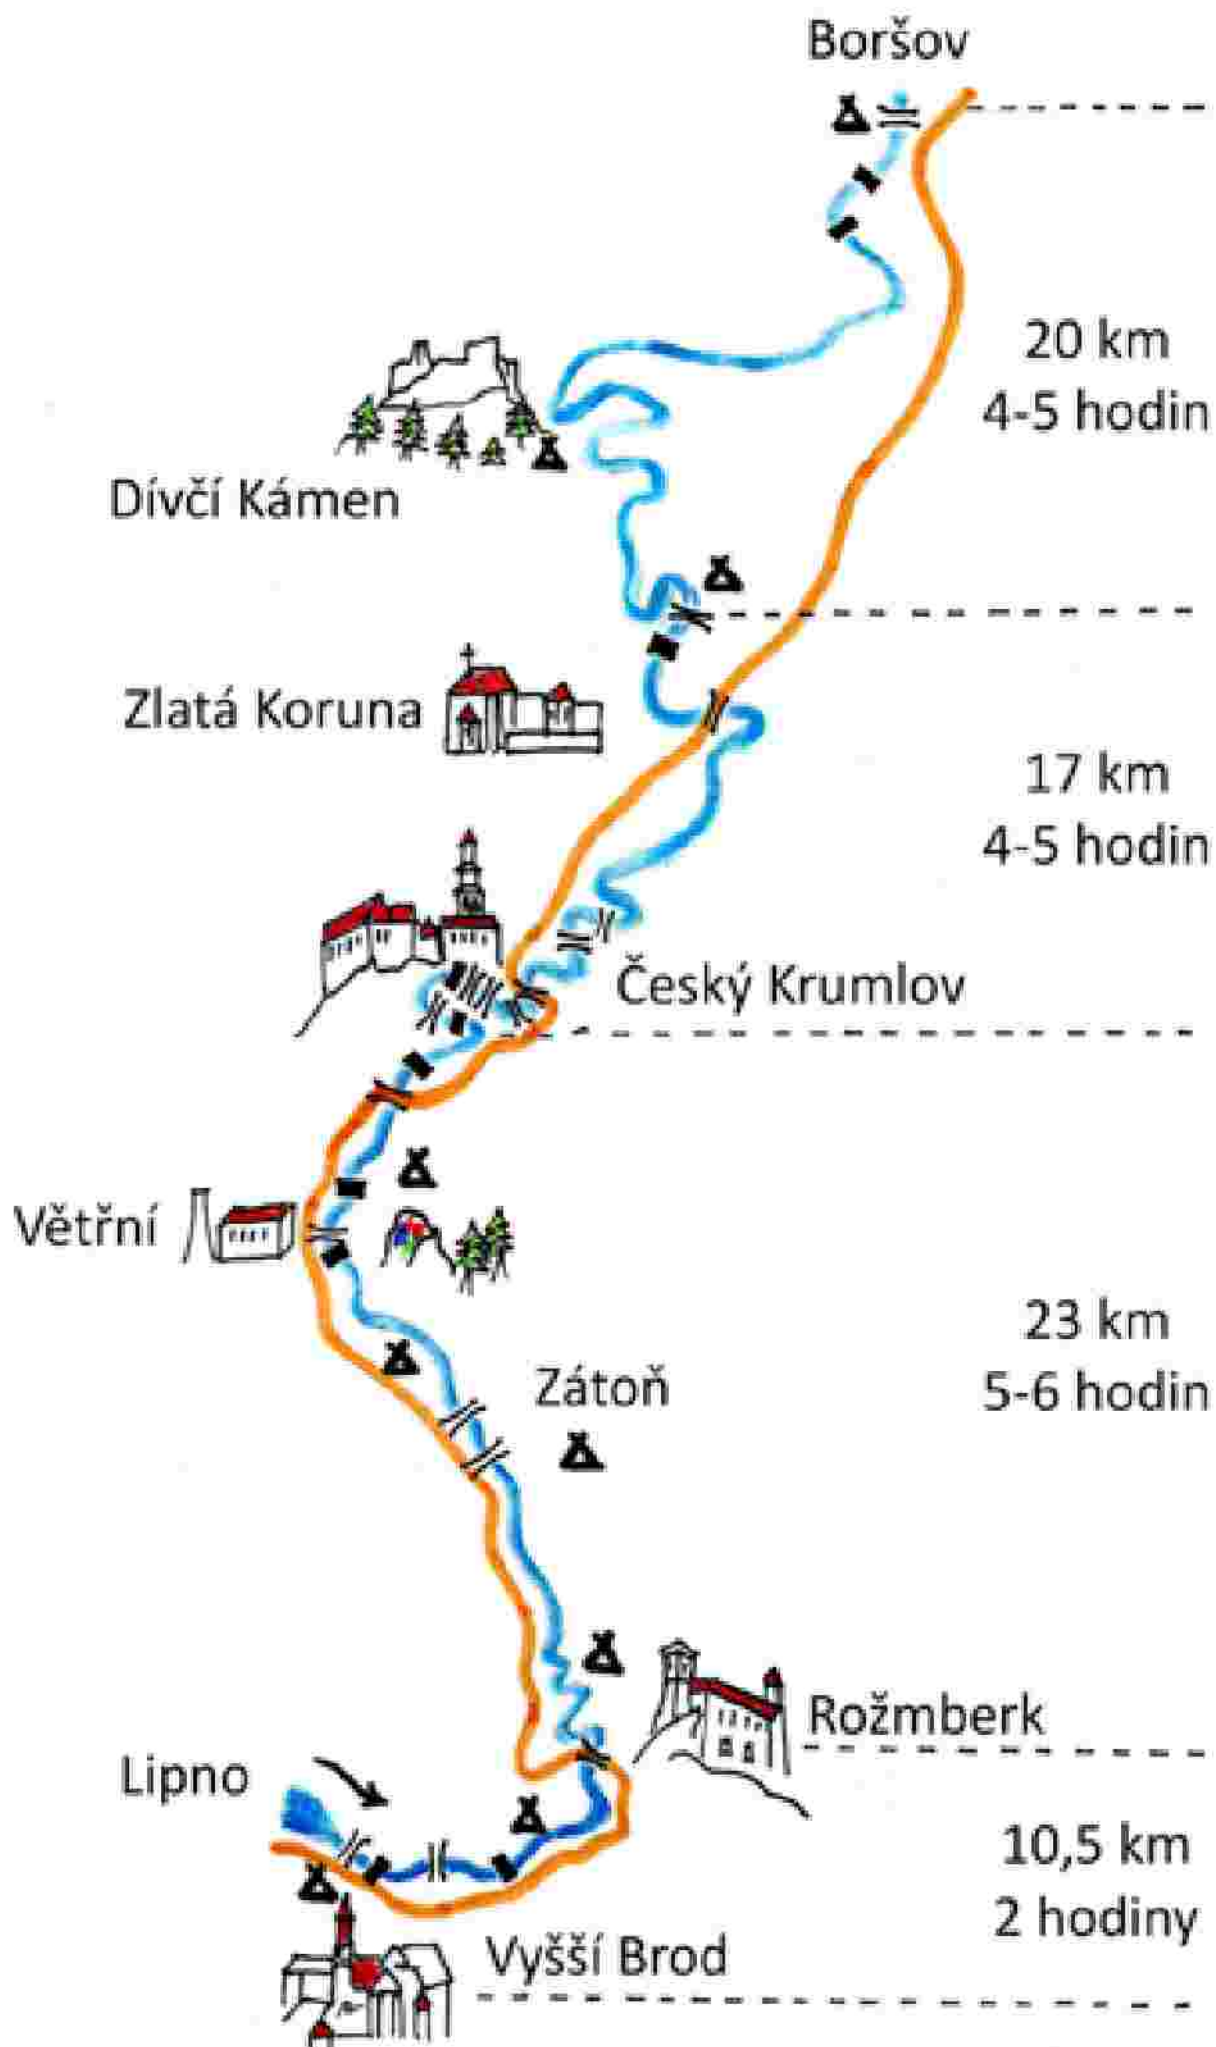 Boršov
20 km
4-5 hodin
Dívčí Kámen
Zlatá Koruna
17 km
4-5 hodin
Český Krumlov
Větřní
23 km
5-6 hodin
Zátoň
Rožmberk
Lipno
10,5 km
2 hodiny
Vyšší Brod